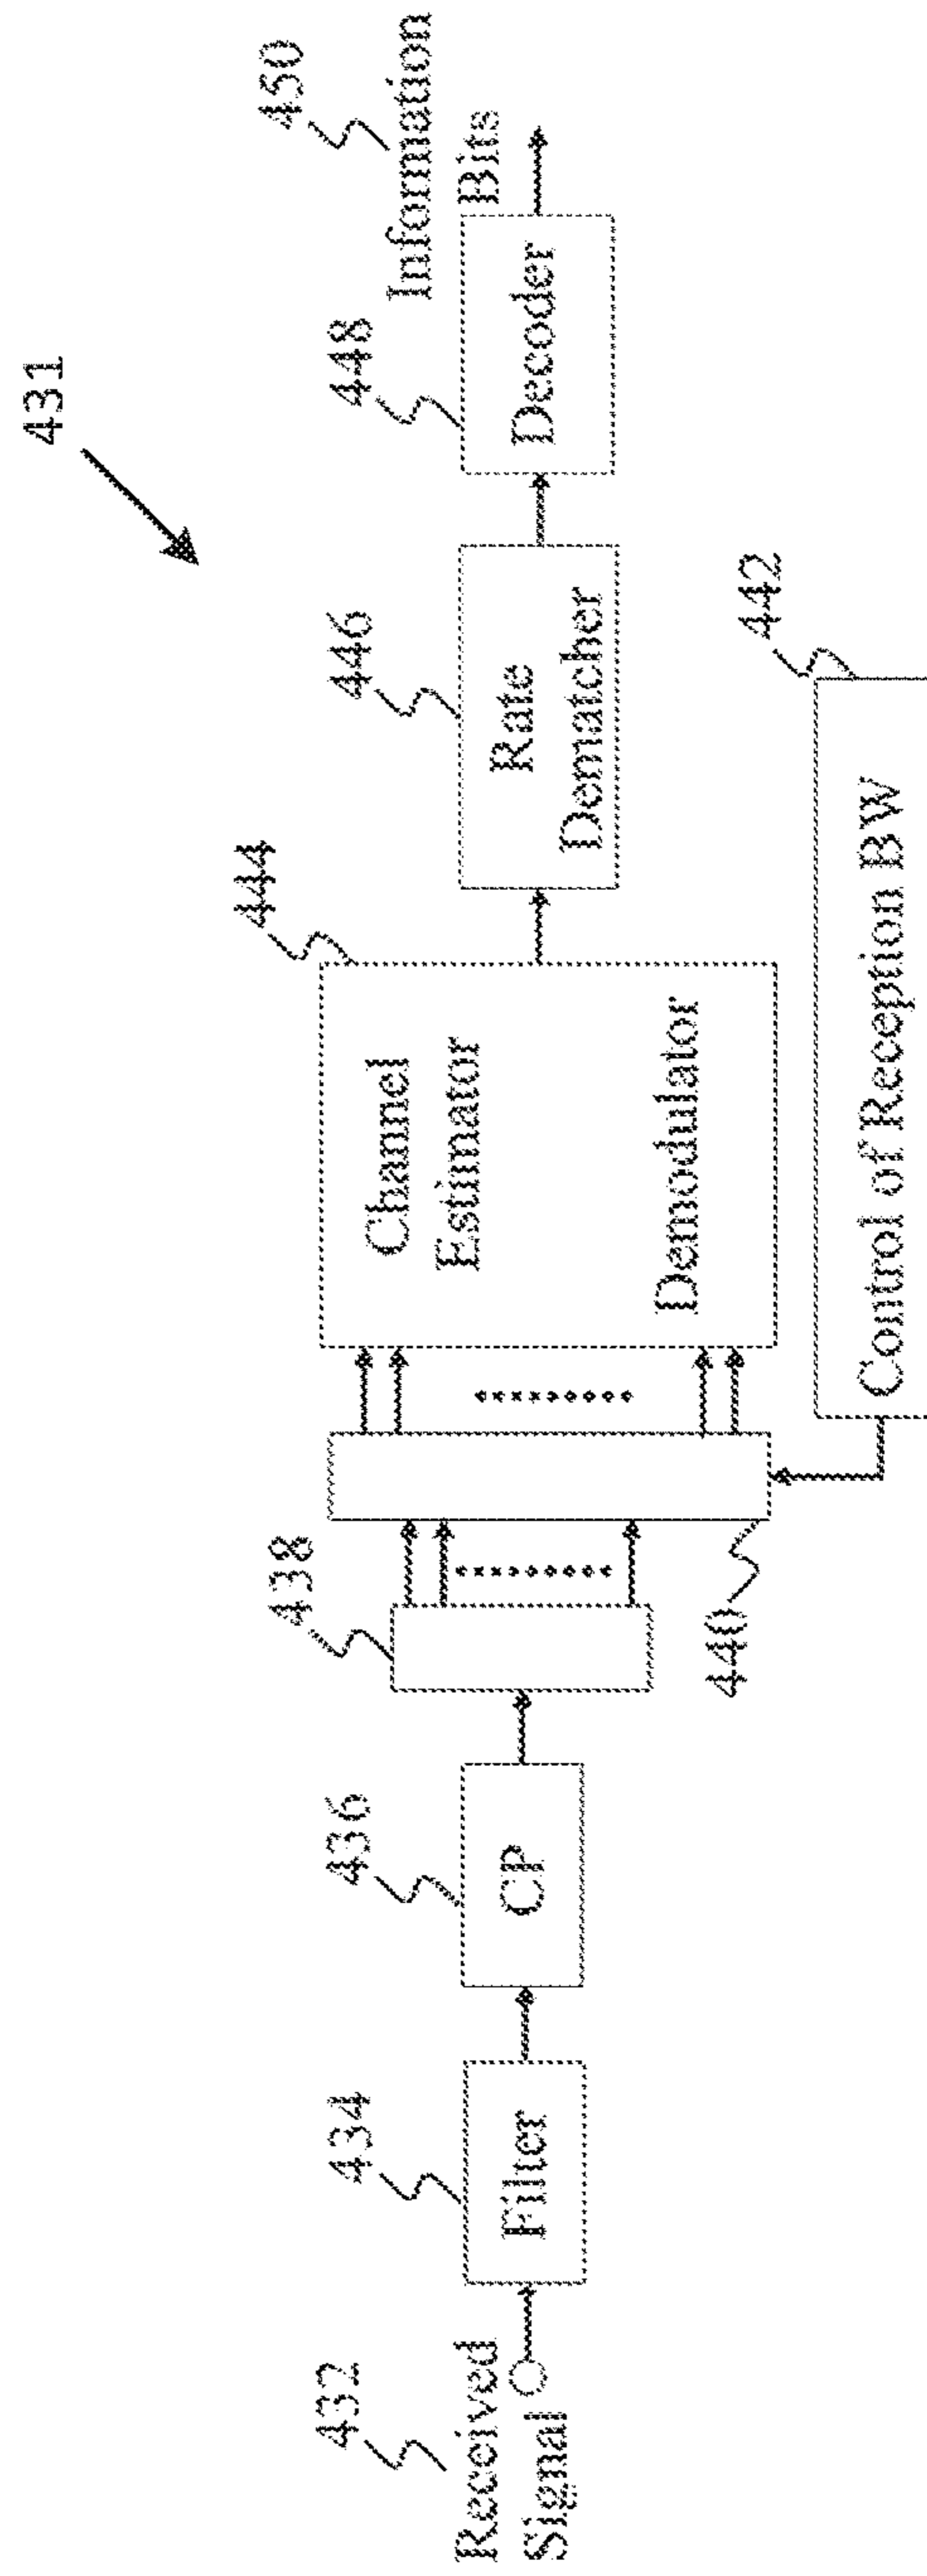 431
432
Received
Signal
434
Filter
436
CP
438
440
444
Channel
Estimator
Demodulator
442
Control of Reception BW
446
Rate
Dematcher
448
Decoder
450
Information
Bits